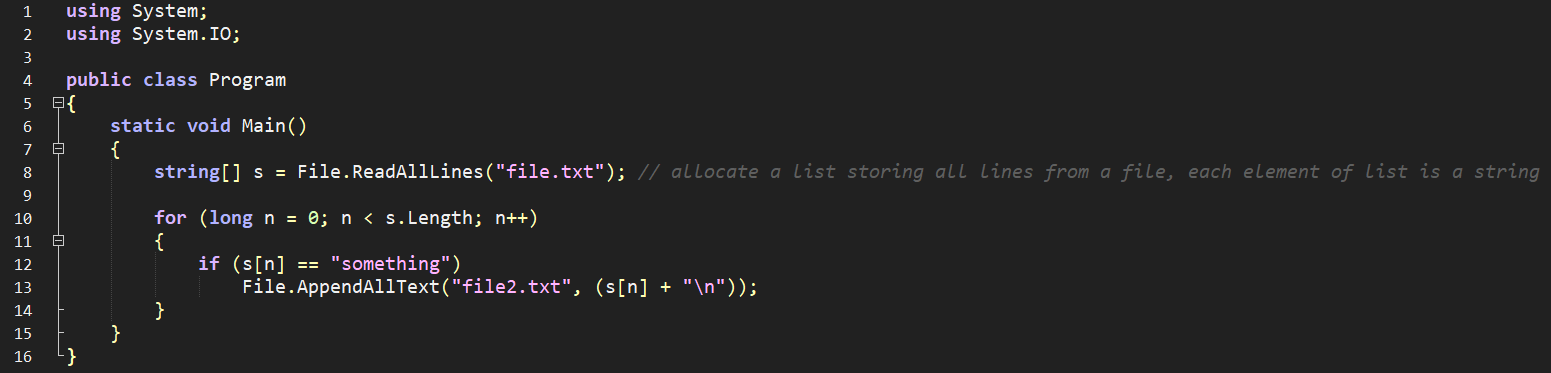 1 using System;
2 using System.IO;
3
4 public class Program
5 {
6 static void Main()
7 {
8 string[] s = File.ReadAllLines("file.txt"); // allocate a list storing all lines from a file, each element of list is a string
9
10 for (long n = 0; n < s.Length; n++)
11 {
12 if (s[n] == "something")
13 File.AppendAllText("file2.txt", (s[n] + "\n"));
14 }
15 }
16 }